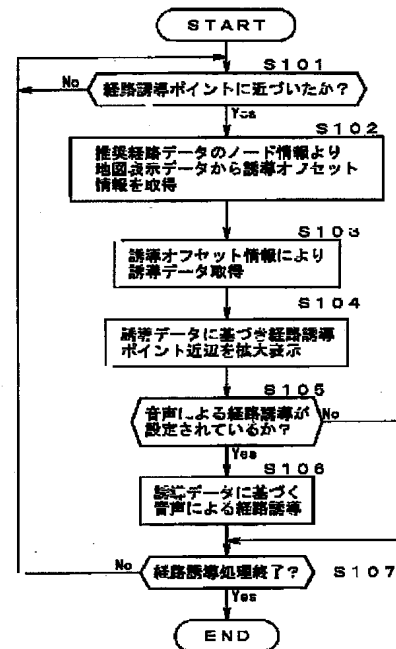 START
S101
No
経路誘導ポイントに近づいたか？
Yes
S102
推奨経路データのノード情報より
地図表示データから誘導オフセット
情報を取得
S103
誘導オフセット情報により
誘導データ取得
S104
誘導データに基づき経路誘導
ポイント近辺を拡大表示
S105
音声による経路誘導が
設定されているか？
No
Yes
S106
誘導データに基づく
音声による経路誘導
No
経路誘導処理終了？
S107
Yes
END